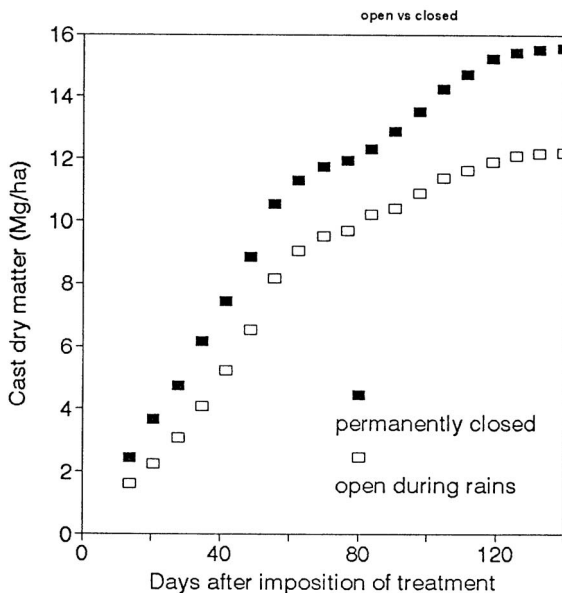 open vs closed
16
14
12
10
8
6
4
2
0
Cast dry matter (Mg/ha)
permanently closed
open during rains
0 40 80 120
Days after imposition of treatment